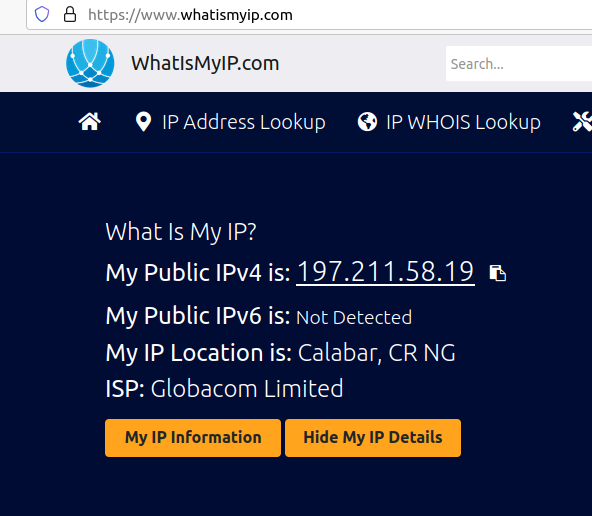 https://www.whatismyip.com
WhatIsMyIP.com
Search...
IP Address Lookup
IP WHOIS Lookup
What Is My IP?
My Public IPv4 is: 197.211.58.19
My Public IPv6 is: Not Detected
My IP Location is: Calabar, CR NG
ISP: Globacom Limited
My IP Information
Hide My IP Details